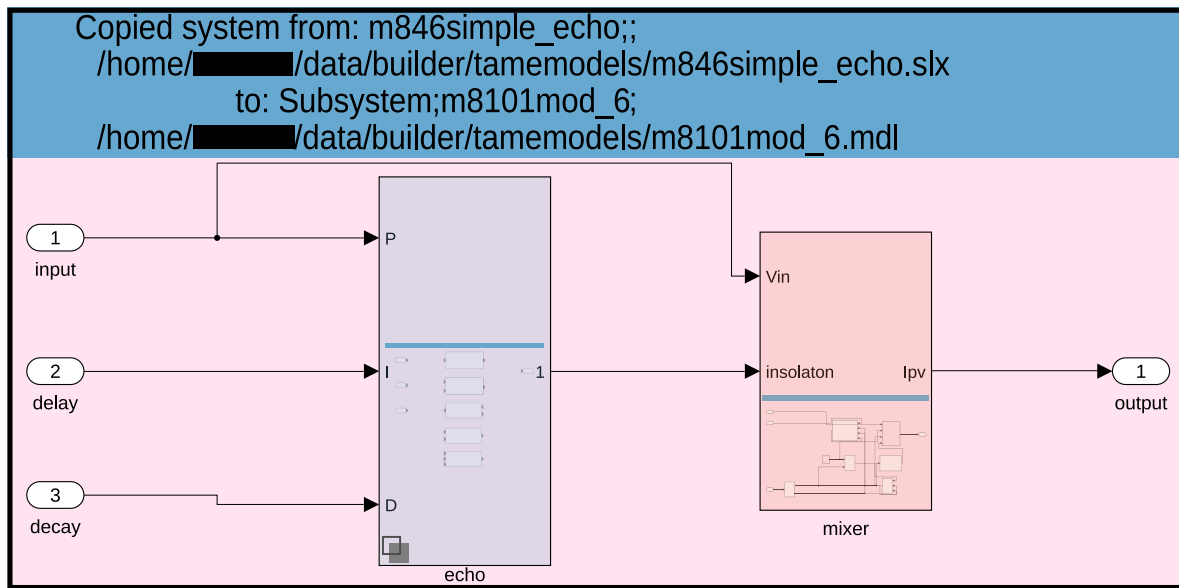 Copied system from: m846simple_echo;;
/home/ /data/builder/tamemodels/m846simple_echo.slx
to: Subsystem;m8101mod_6;
/home/ /data/builder/tamemodels/m8101mod_6.mdl
1
input
P
Vin
2
delay
I
1
insolaton
Ipv
1
output
3
decay
D
echo
mixer